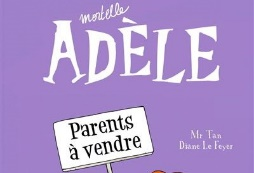 mortelle
ADÈLE
Parents
à vendre
Mr Tan
Diane Le Feyer